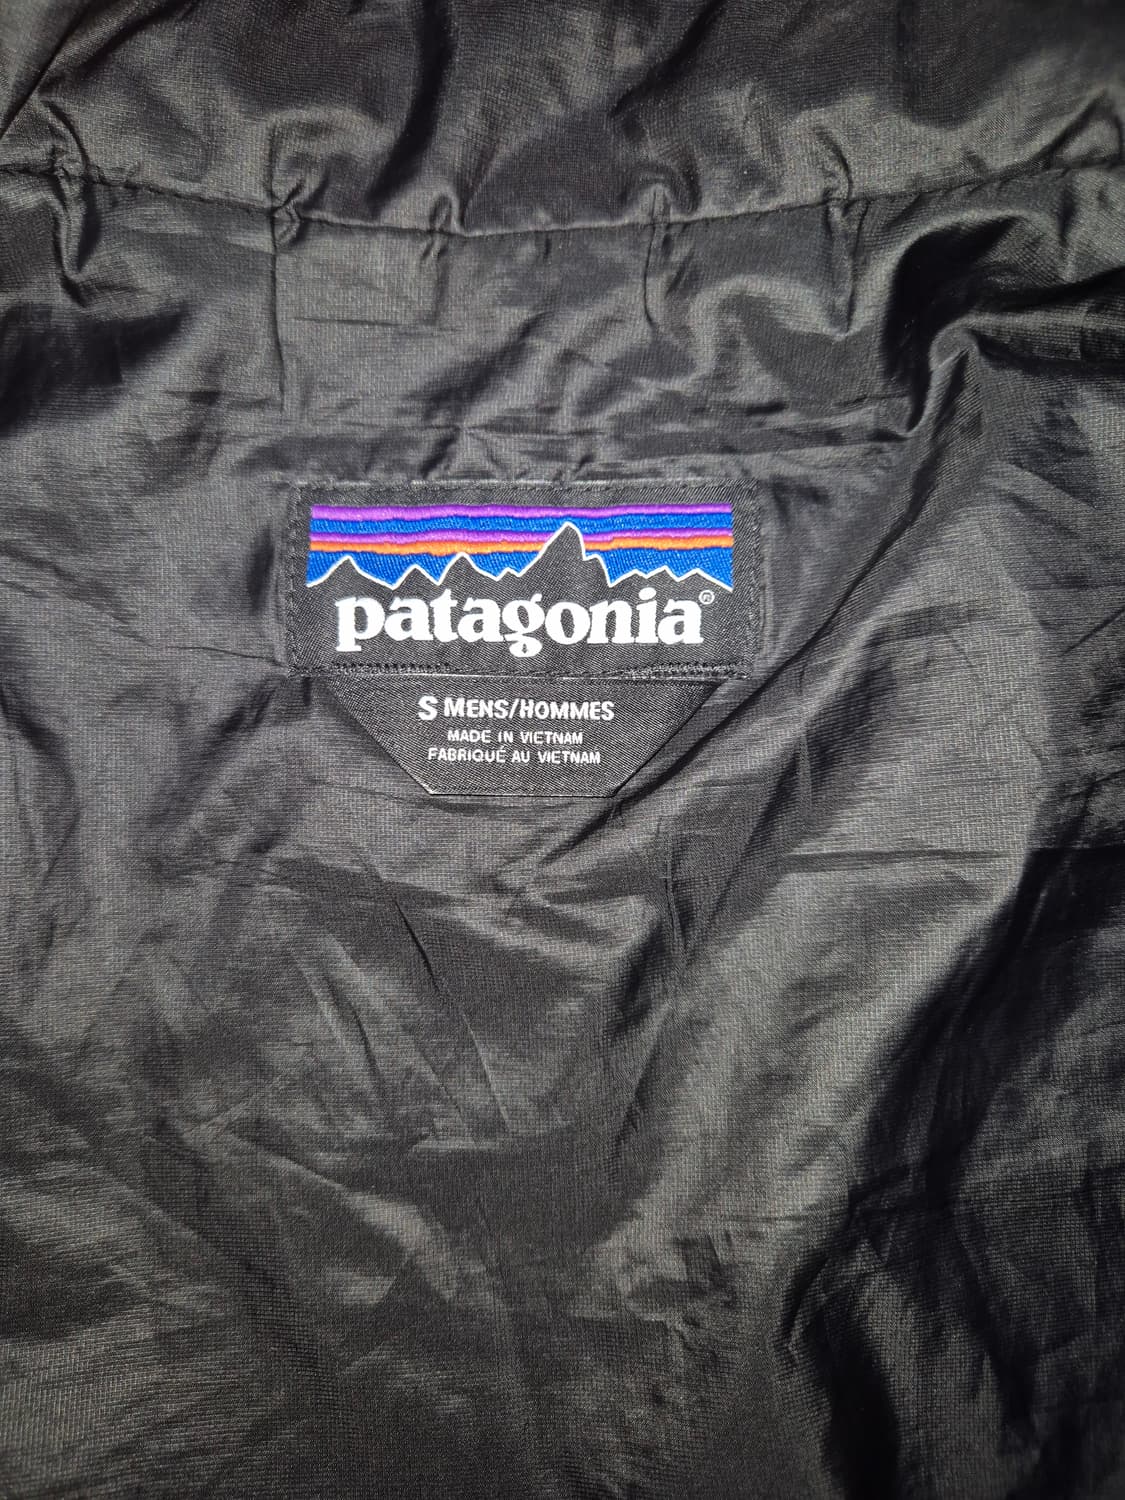 patagonia®
S MENS/HOMMES
MADE IN VIETNAM
FABRIQUÉ AU VIETNAM